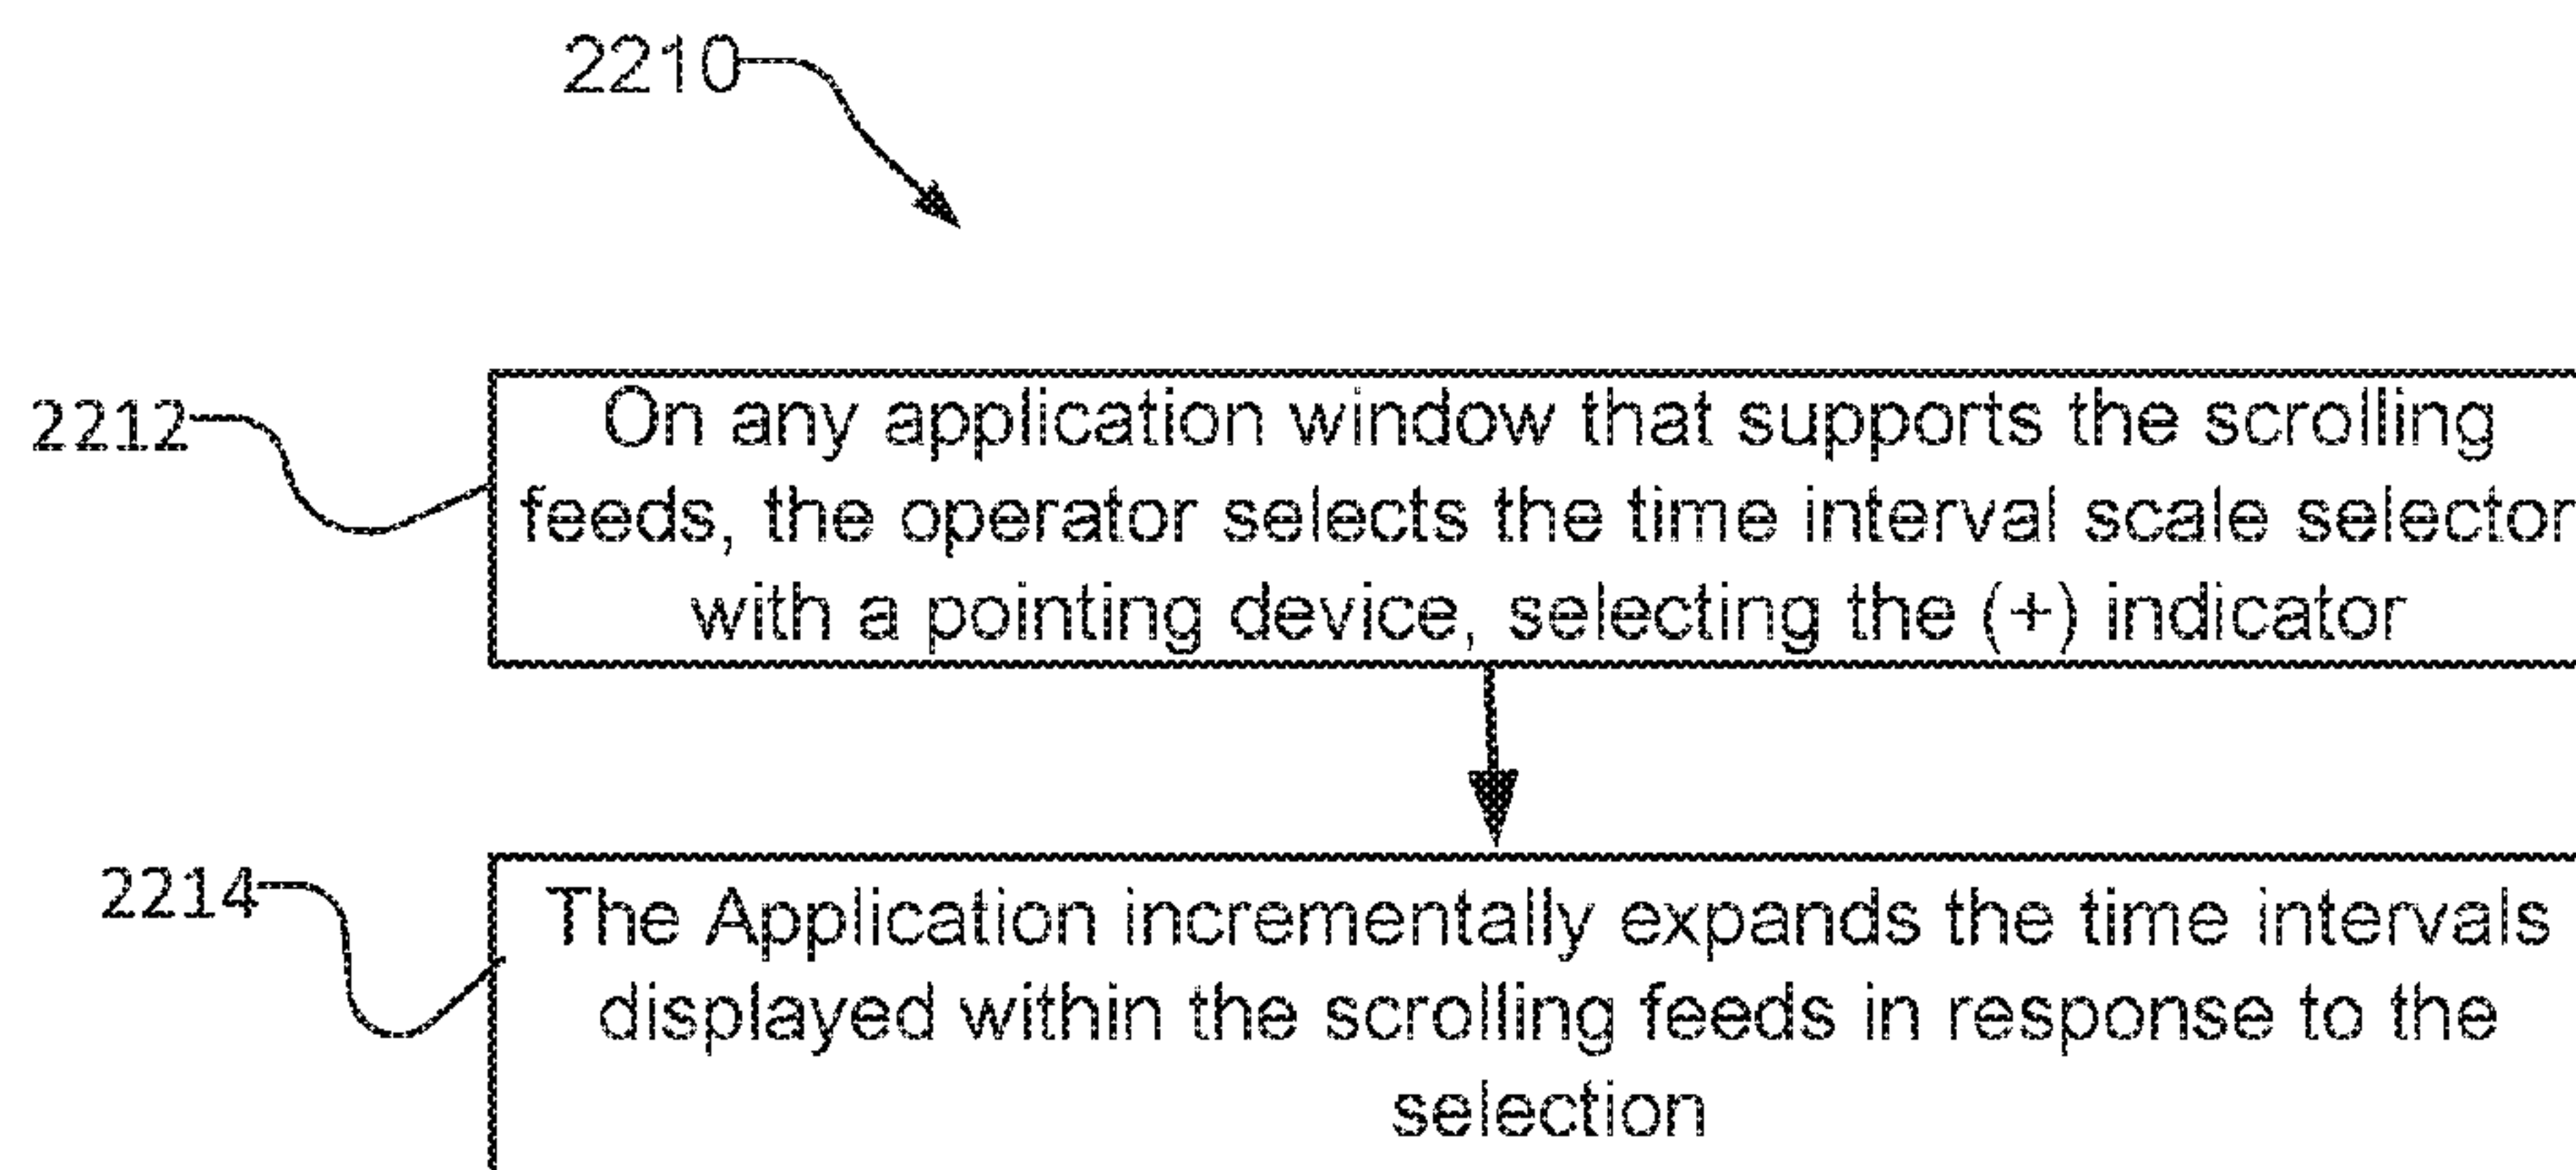 2210
2212
On any application window that supports the scrolling
feeds, the operator selects the time interval scale selector
with a pointing device, selecting the (+) indicator
2214
The Application incrementally expands the time intervals
displayed within the scrolling feeds in response to the
selection